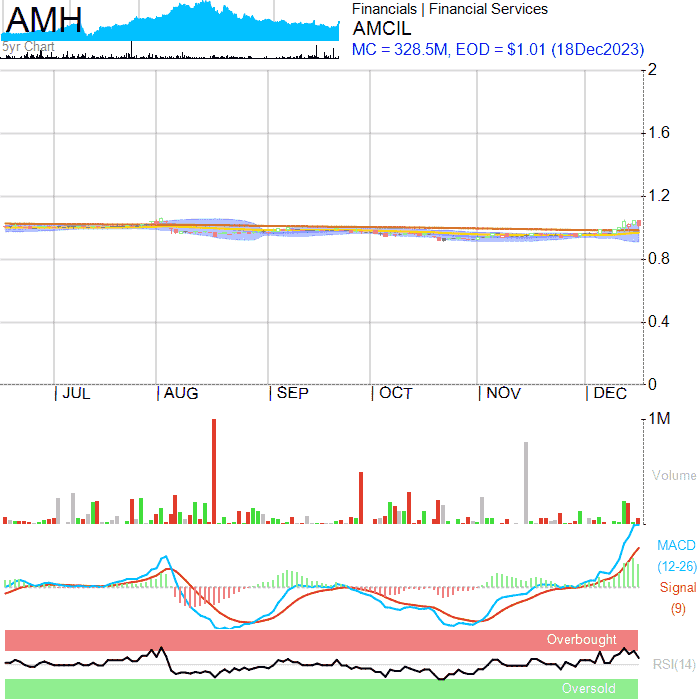 AMH
Financials | Financial Services
AMCIL
5yr Chart
MC = 328.5M, EOD = $1.01 (18Dec2023)
2
1.6
1.2
0.8
0.4
0
| JUL | AUG | SEP | OCT | NOV | DEC
1M
Volume
MACD
(12-26)
Signal
(9)
Overbought
RSI(14)
Oversold